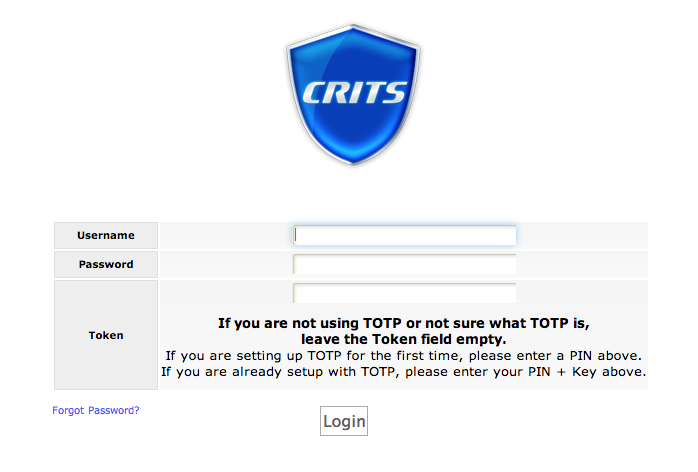 CRITS
Username
Password
Token
If you are not using TOTP or not sure what TOTP is,
leave the Token field empty.
If you are setting up TOTP for the first time, please enter a PIN above.
If you are already setup with TOTP, please enter your PIN + Key above.
Forgot Password?
Login